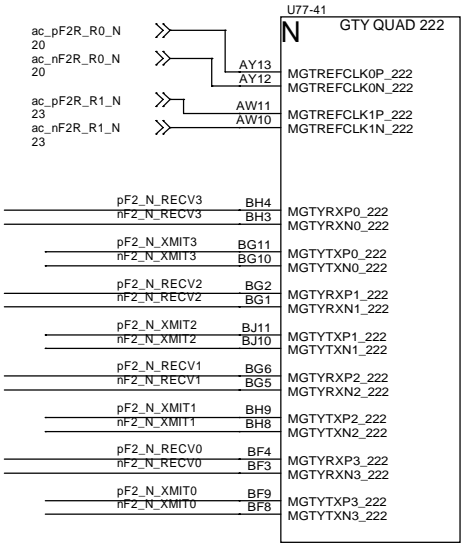 U77-41
N GTY QUAD 222
ac_pF2R_R0_N
20
ac_nF2R_R0_N
20
AY13 MGTREFCLK0P_222
AY12 MGTREFCLK0N_222
ac_pF2R_R1_N
23
ac_nF2R_R1_N
23
AW11 MGTREFCLK1P_222
AW10 MGTREFCLK1N_222
pF2_N_RECV3 BH4 MGTYRXP0_222
nF2_N_RECV3 BH3 MGTYRXN0_222
pF2_N_XMIT3 BG11 MGTYTXP0_222
nF2_N_XMIT3 BG10 MGTYTXN0_222
pF2_N_RECV2 BG2 MGTYRXP1_222
nF2_N_RECV2 BG1 MGTYRXN1_222
pF2_N_XMIT2 BJ11 MGTYTXP1_222
nF2_N_XMIT2 BJ10 MGTYTXN1_222
pF2_N_RECV1 BG6 MGTYRXP2_222
nF2_N_RECV1 BG5 MGTYRXN2_222
pF2_N_XMIT1 BH9 MGTYTXP2_222
nF2_N_XMIT1 BH8 MGTYTXN2_222
pF2_N_RECV0 BF4 MGTYRXP3_222
nF2_N_RECV0 BF3 MGTYRXN3_222
pF2_N_XMIT0 BF9 MGTYTXP3_222
nF2_N_XMIT0 BF8 MGTYTXN3_222